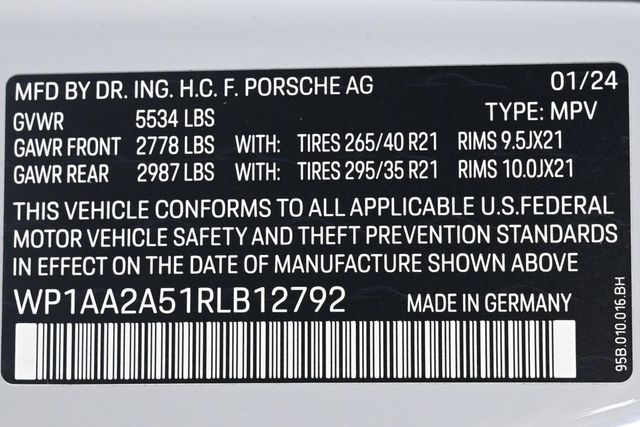 MFD BY DR. ING. H.C. F. PORSCHE AG 01/24
GVWR 5534 LBS TYPE: MPV
GAWR FRONT 2778 LBS WITH: TIRES 265/40 R21 RIMS 9.5JX21
GAWR REAR 2987 LBS WITH: TIRES 295/35 R21 RIMS 10.0JX21
THIS VEHICLE CONFORMS TO ALL APPLICABLE U.S.FEDERAL
MOTOR VEHICLE SAFETY AND THEFT PREVENTION STANDARDS
IN EFFECT ON THE DATE OF MANUFACTURE SHOWN ABOVE
WP1AA2A51RLB12792 MADE IN GERMANY
95B.010.016.BH